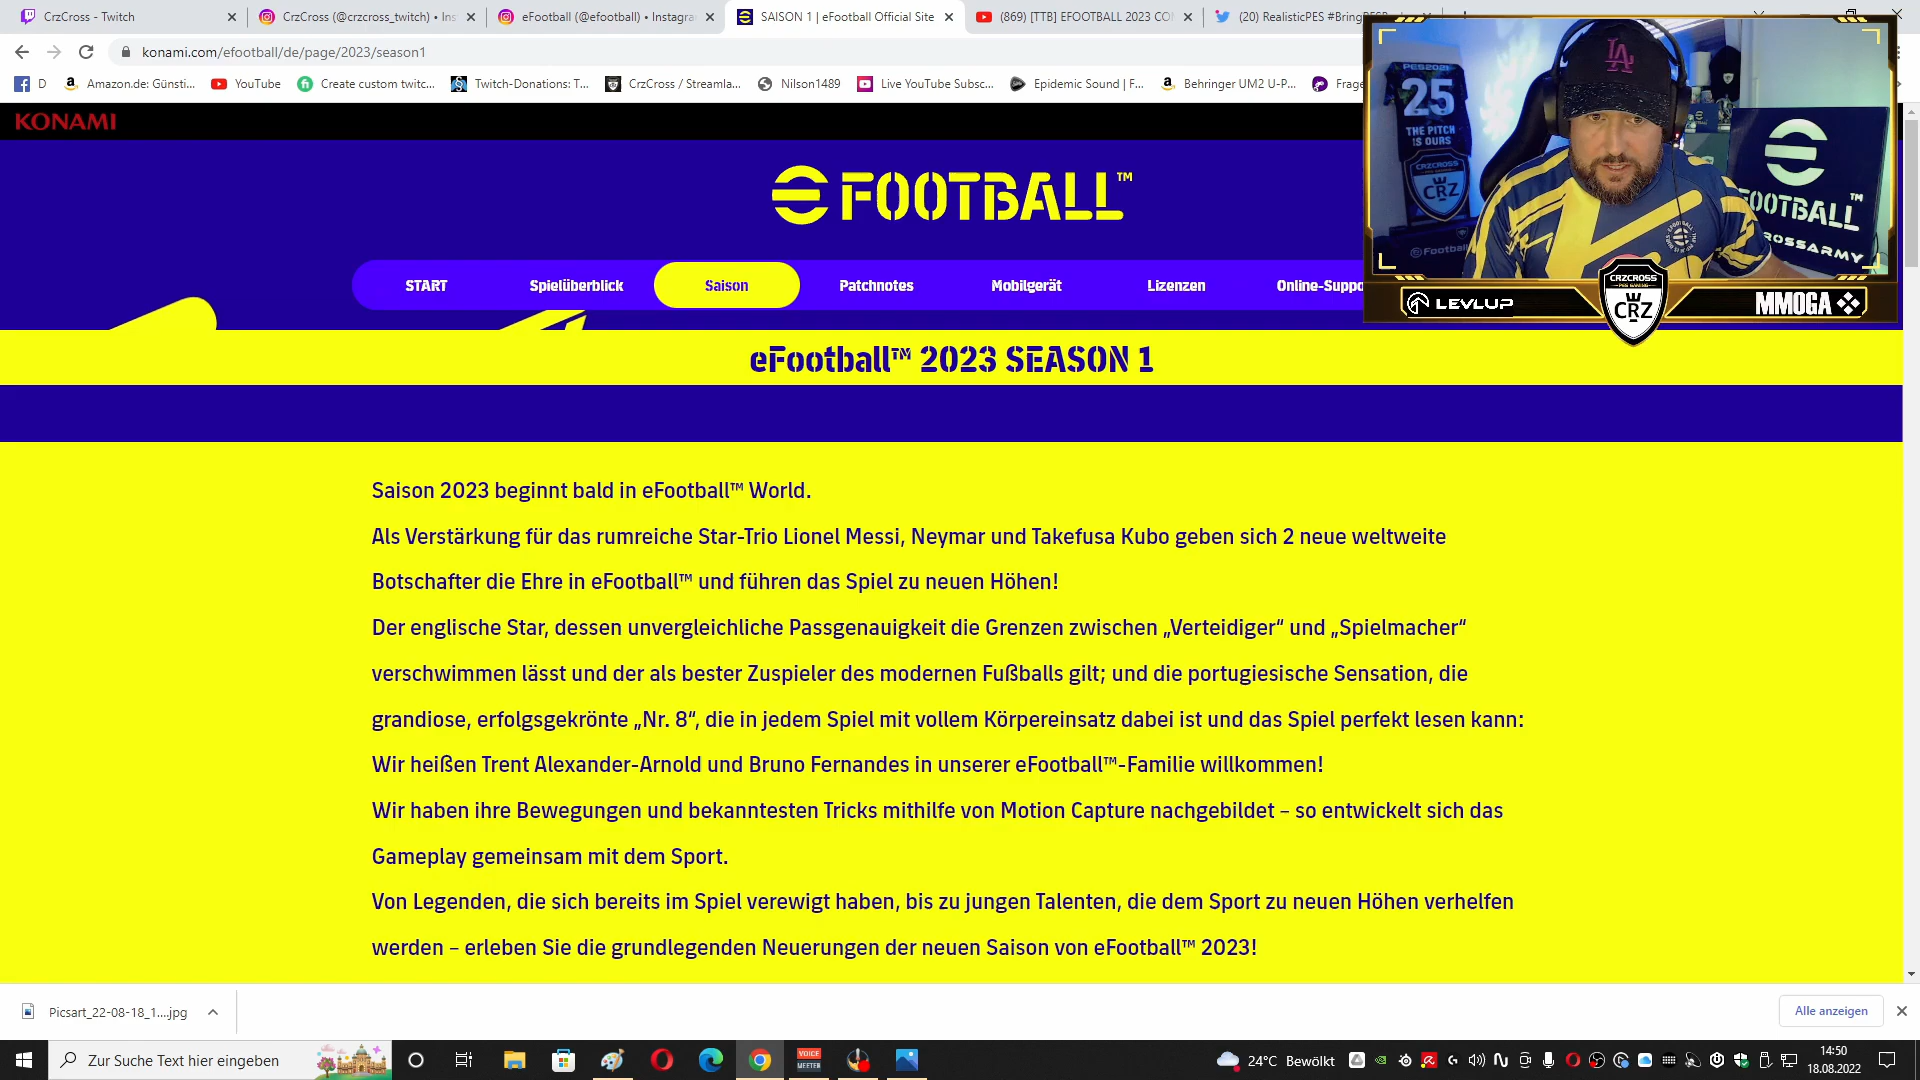 CrzCross - Twitch
CrzCross (@crzcross_twitch) • Ins
eFootball (@efootball) • Instagra
SAISON 1 | eFootball Official Site
(869) [TTB] EFOOTBALL 2023 CO
(20) RealisticPES
konami.com/efootball/de/page/2023/season1
D
Amazon.de: Günsti...
YouTube
Create custom twitc...
Twitch-Donations: T...
CrzCross / Streamla...
Nilson1489
Live YouTube Subsc...
Epidemic Sound | F...
Behringer UM2 U-P...
Frage
KONAMI
FOOTBALL™
START
Spielüberblick
Saison
Patchnotes
Mobilgerät
Lizenzen
Online-Suppo
PES2021
25
THE PITCH
IS OURS
CRZCROSS
CRZ
eFootball
LA
FOOTBALL™
ROSSARMY
LEVLUP
CRZCROSS
PES GAMING
CRZ
MMOGA
eFootball™ 2023 SEASON 1
Saison 2023 beginnt bald in eFootball™ World.
Als Verstärkung für das rumreiche Star-Trio Lionel Messi, Neymar und Takefusa Kubo geben sich 2 neue weltweite
Botschafter die Ehre in eFootball™ und führen das Spiel zu neuen Höhen!
Der englische Star, dessen unvergleichliche Passgenauigkeit die Grenzen zwischen „Verteidiger“ und „Spielmacher“
verschwimmen lässt und der als bester Zuspieler des modernen Fußballs gilt; und die portugiesische Sensation, die
grandiose, erfolgsgekrönte „Nr. 8“, die in jedem Spiel mit vollem Körpereinsatz dabei ist und das Spiel perfekt lesen kann:
Wir heißen Trent Alexander-Arnold und Bruno Fernandes in unserer eFootball™-Familie willkommen!
Wir haben ihre Bewegungen und bekanntesten Tricks mithilfe von Motion Capture nachgebildet – so entwickelt sich das
Gameplay gemeinsam mit dem Sport.
Von Legenden, die sich bereits im Spiel verewigt haben, bis zu jungen Talenten, die dem Sport zu neuen Höhen verhelfen
werden – erleben Sie die grundlegenden Neuerungen der neuen Saison von eFootball™ 2023!
Picsart_22-08-18_1....jpg
Alle anzeigen
Zur Suche Text hier eingeben
VOICE
MEETER
24°C Bewölkt
14:50
18.08.2022